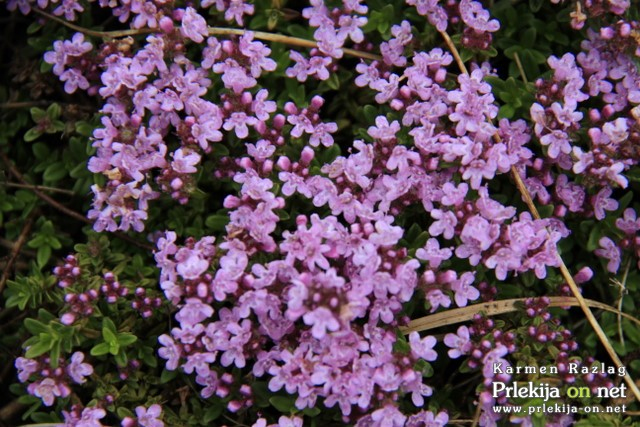 Karmen Razlag
Prlekija on net
www.prlekija-on.net